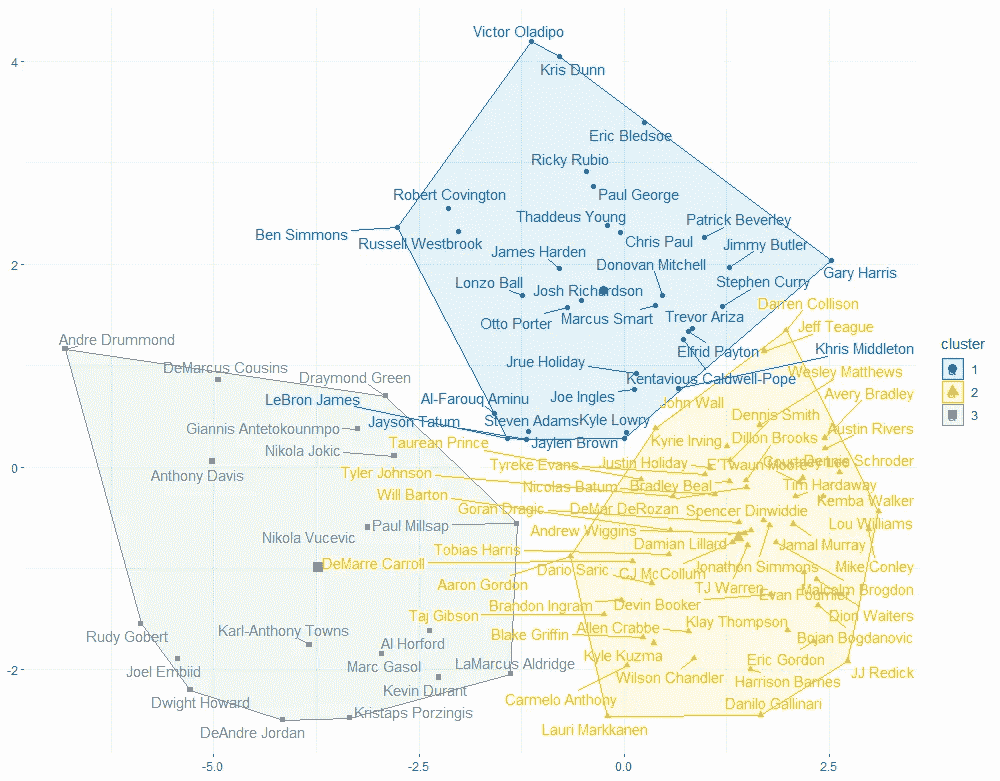 Victor Oladipo
4
Kris Dunn
Eric Bledsoe
Ricky Rubio
Robert Covington
Paul George
Thaddeus Young
Patrick Beverley
Ben Simmons
Russell Westbrook
Chris Paul
Jimmy Butler
James Harden
2
Donovan Mitchell
Gary Harris
Lonzo Ball
Josh Richardson
Stephen Curry
Darren Collison
Otto Porter
Marcus Smart
Trevor Ariza
Jeff Teague
Andre Drummond
Elfrid Payton
Khris Middleton
cluster
1
2
3
DeMarcus Cousins
Jrue Holiday
Wesley Matthews
Draymond Green
Kentavious Caldwell-Pope
LeBron James
Al-Farouq Aminu
Joe Ingles
John Wall
Avery Bradley
Jayson Tatum
Steven Adams
Kyle Lowry
Dennis Smith
Giannis Antetokounmpo
Austin Rivers
Taurean Prince
Jaylen Brown
Kyrie Irving
Dillon Brooks
Nikola Jokic
0
Tyreke Evans
Justin Holiday
E'Twaun Moore
Courtney Lee
Dennis Schroder
Anthony Davis
Tyler Johnson
Nicolas Batum
Bradley Beal
Tim Hardaway
Will Barton
Kemba Walker
Goran Dragic
DeMar DeRozan
Spencer Dinwiddie
Paul Millsap
Lou Williams
Andrew Wiggins
Nikola Vucevic
Damian Lillard
Jamal Murray
Tobias Harris
DeMarre Carroll
Dario Saric
CJ McCollum
Jonathon Simmons
Mike Conley
Aaron Gordon
TJ Warren
Evan Fournier
Malcolm Brogdon
Brandon Ingram
Devin Booker
Taj Gibson
Dion Waiters
Klay Thompson
Karl-Anthony Towns
Allen Crabbe
Rudy Gobert
Blake Griffin
Bojan Bogdanovic
Al Horford
Kyle Kuzma
Marc Gasol
LaMarcus Aldridge
Eric Gordon
-2
Joel Embiid
JJ Redick
Wilson Chandler
Harrison Barnes
Kevin Durant
Dwight Howard
Carmelo Anthony
Danilo Gallinari
Kristaps Porzingis
DeAndre Jordan
Lauri Markkanen
-5.0
-2.5
0.0
2.5